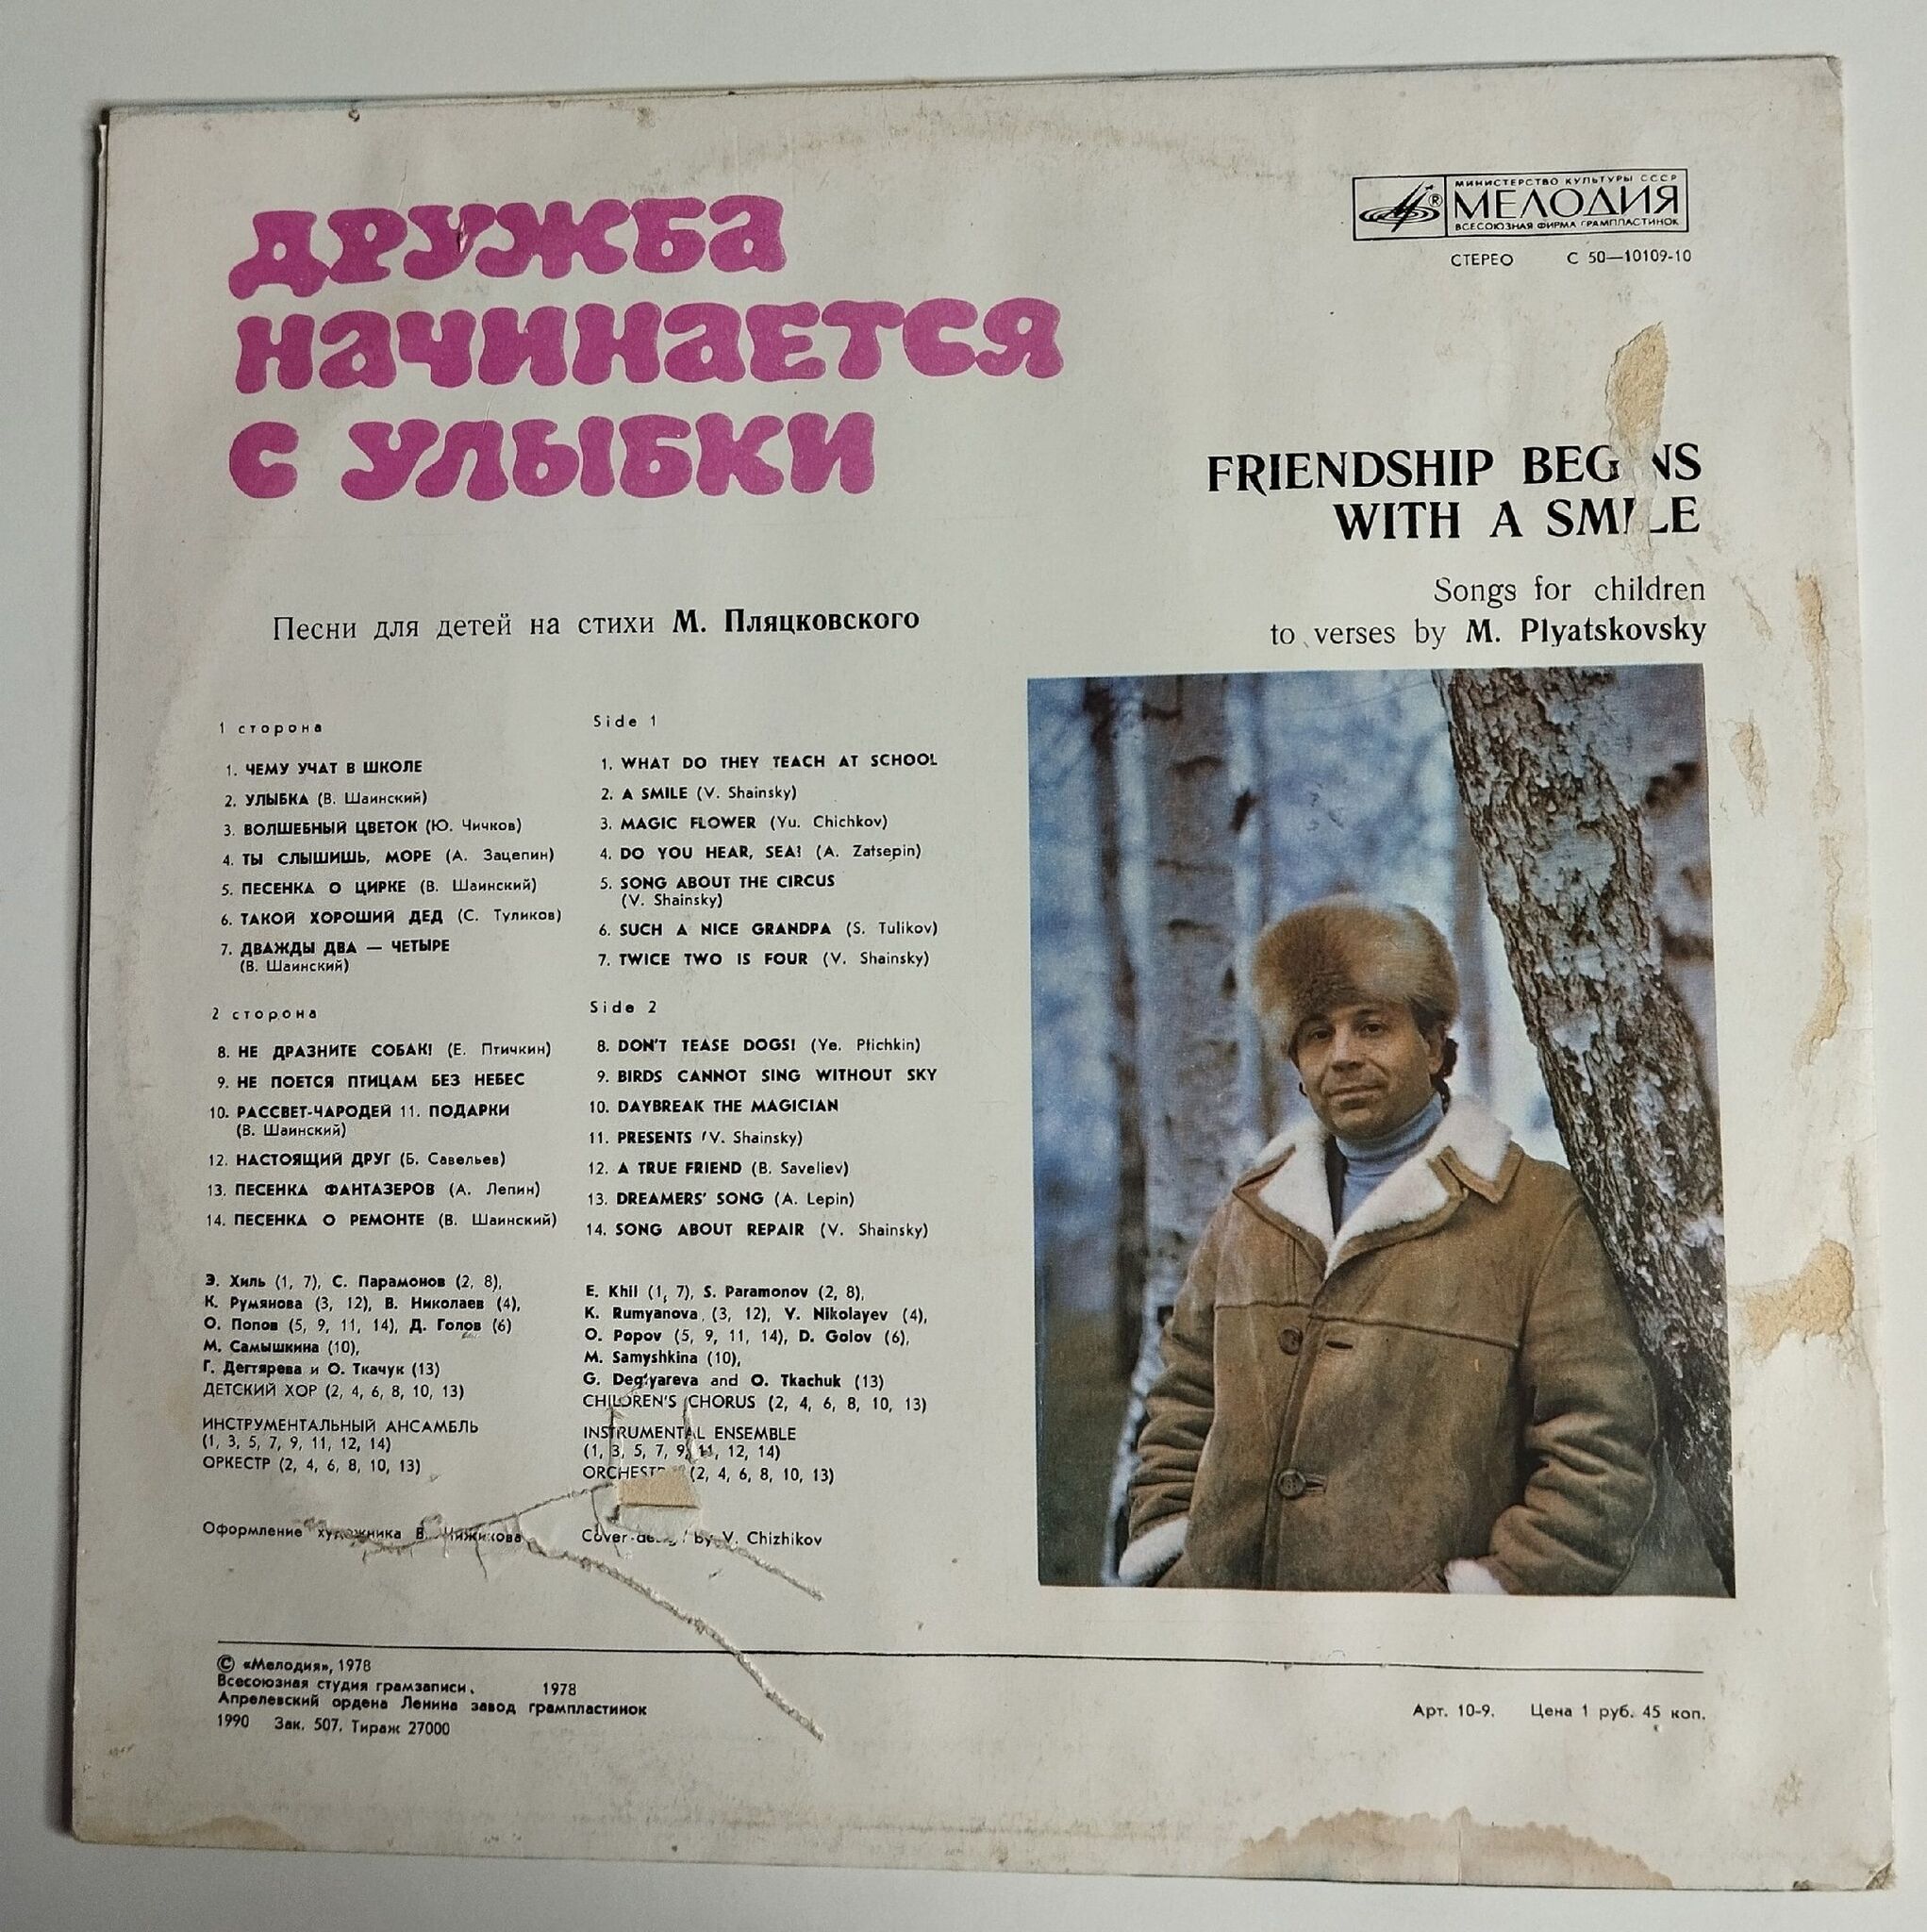 ДРУЖБА
НАЧИНАЕТСЯ
С УЛЫБКИ
МИНИСТЕРСТВО КУЛЬТУРЫ СССР
МЕЛОДИЯ
ВСЕСОЮЗНАЯ ФИРМА ГРАМПЛАСТИНОК
СТЕРЕО С 50—10109-10
FRIENDSHIP BEGINS
WITH A SMILE
Songs for children
to verses by M. Plyatskovsky
Песни для детей на стихи М. Пляцковского
1 сторона
1. ЧЕМУ УЧАТ В ШКОЛЕ
2. УЛЫБКА (В. Шаинский)
3. ВОЛШЕБНЫЙ ЦВЕТОК (Ю. Чичков)
4. ТЫ СЛЫШИШЬ, МОРЕ (А. Зацепин)
5. ПЕСЕНКА О ЦИРКЕ (В. Шаинский)
6. ТАКОЙ ХОРОШИЙ ДЕД (С. Туликов)
7. ДВАЖДЫ ДВА — ЧЕТЫРЕ
(В. Шаинский)
2 сторона
8. НЕ ДРАЗНИТЕ СОБАК! (Е. Птичкин)
9. НЕ ПОЕТСЯ ПТИЦАМ БЕЗ НЕБЕС
10. РАССВЕТ-ЧАРОДЕЙ 11. ПОДАРКИ
(В. Шаинский)
12. НАСТОЯЩИЙ ДРУГ (Б. Савельев)
13. ПЕСЕНКА ФАНТАЗЕРОВ (А. Лепин)
14. ПЕСЕНКА О РЕМОНТЕ (В. Шаинский)
Э. Хиль (1, 7), С. Парамонов (2, 8),
К. Румянова (3, 12), В. Николаев (4),
О. Попов (5, 9, 11, 14), Д. Голов (6)
М. Самышкина (10),
Г. Дегтярева и О. Ткачук (13)
ДЕТСКИЙ ХОР (2, 4, 6, 8, 10, 13)
ИНСТРУМЕНТАЛЬНЫЙ АНСАМБЛЬ
(1, 3, 5, 7, 9, 11, 12, 14)
ОРКЕСТР (2, 4, 6, 8, 10, 13)
Оформление художника В. Чижикова
Side 1
1. WHAT DO THEY TEACH AT SCHOOL
2. A SMILE (V. Shainsky)
3. MAGIC FLOWER (Yu. Chichkov)
4. DO YOU HEAR, SEA! (A. Zatsepin)
5. SONG ABOUT THE CIRCUS
(V. Shainsky)
6. SUCH A NICE GRANDPA (S. Tulikov)
7. TWICE TWO IS FOUR (V. Shainsky)
Side 2
8. DON'T TEASE DOGS! (Ye. Ptichkin)
9. BIRDS CANNOT SING WITHOUT SKY
10. DAYBREAK THE MAGICIAN
11. PRESENTS (V. Shainsky)
12. A TRUE FRIEND (B. Saveliev)
13. DREAMERS' SONG (A. Lepin)
14. SONG ABOUT REPAIR (V. Shainsky)
E. Khil (1, 7), S. Paramonov (2, 8),
K. Rumyanova (3, 12), V. Nikolayev (4),
O. Popov (5, 9, 11, 14), D. Golov (6),
M. Samyshkina (10),
G. Degtyareva and O. Tkachuk (13)
CHILDREN'S CHORUS (2, 4, 6, 8, 10, 13)
INSTRUMENTAL ENSEMBLE
(1, 3, 5, 7, 9, 11, 12, 14)
ORCHESTRA (2, 4, 6, 8, 10, 13)
Cover design by V. Chizhikov
© «Мелодия», 1978
Всесоюзная студия грамзаписи, 1978
Апрелевский ордена Ленина завод грампластинок
1990 Зак. 507. Тираж 27000
Арт. 10-9. Цена 1 руб. 45 коп.